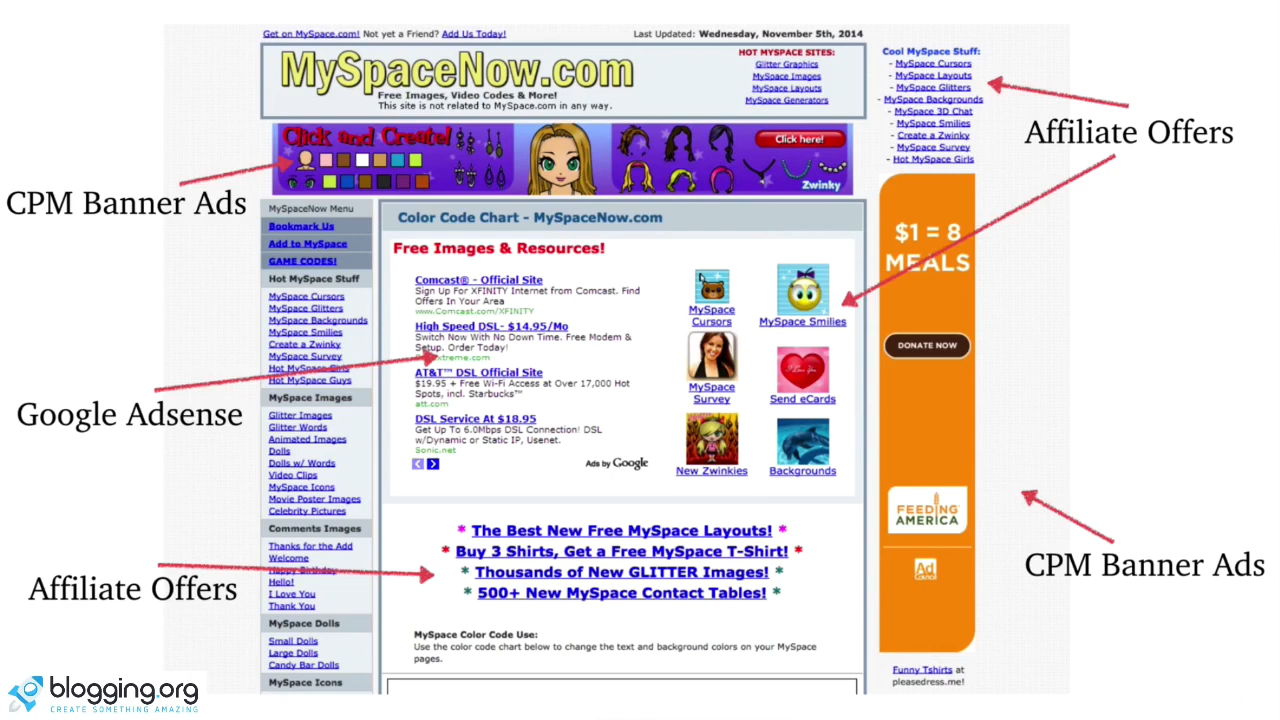 Get on MySpace.com! Not yet a Friend? Add Us Today!
Last Updated: Wednesday, November 5th, 2014
MySpaceNow.com
Free Images, Video Codes & More!
This site is not related to MySpace.com in any way.
HOT MYSPACE SITES:
Glitter Graphics
MySpace Images
MySpace Layouts
MySpace Generators
Cool MySpace Stuff:
- MySpace Cursors
- MySpace Layouts
- MySpace Glitters
- MySpace Backgrounds
- MySpace 3D Chat
- MySpace Smilies
- Create a Zwinky
- MySpace Survey
- Hot MySpace Girls
Affiliate Offers
Click and Create!
Click here!
Zwinky
CPM Banner Ads
MySpaceNow Menu
Bookmark Us
Add to MySpace
GAME CODES!
Hot MySpace Stuff
MySpace Cursors
MySpace Glitters
MySpace Backgrounds
MySpace Smilies
Create a Zwinky
MySpace Survey
Hot MySpace Girls
Hot MySpace Guys
MySpace Images
Glitter Images
Glitter Words
Animated Images
Dolls
Dolls w/ Words
Video Clips
MySpace Icons
Movie Poster Images
Celebrity Pictures
Comments Images
Thanks for the Add
Welcome
Happy Birthday
Hello!
I Love You
Thank You
MySpace Dolls
Small Dolls
Large Dolls
Candy Bar Dolls
MySpace Icons
Google Adsense
Affiliate Offers
Color Code Chart - MySpaceNow.com
Free Images & Resources!
Comcast® - Official Site
Sign Up For XFINITY Internet from Comcast. Find
Offers In Your Area
www.Comcast.com/XFINITY
High Speed DSL- $14.95/Mo
Switch Now With No Down Time. Free Modem &
Setup. Order Today!
AT&T™ DSL Official Site
$19.95 + Free Wi-Fi Access at Over 17,000 Hot
Spots, incl. Starbucks™
att.com
DSL Service At $18.95
Get Up To 6.0Mbps DSL Connection! DSL
w/Dynamic or Static IP, Usenet.
Sonic.net
Ads by Google
MySpace
Cursors
MySpace Smilies
MySpace
Survey
I Love You
Send eCards
New Zwinkies
Backgrounds
* The Best New Free MySpace Layouts! *
* Buy 3 Shirts, Get a Free MySpace T-Shirt! *
* Thousands of New GLITTER Images! *
* 500+ New MySpace Contact Tables! *
MySpace Color Code Use:
Use the color code chart below to change the text and background colors on your MySpace
pages.
$1 = 8
MEALS
DONATE NOW
FEEDING
AMERICA
Ad
Council
CPM Banner Ads
Funny Tshirts at
pleasedress.me!
blogging.org
CREATE SOMETHING AMAZING